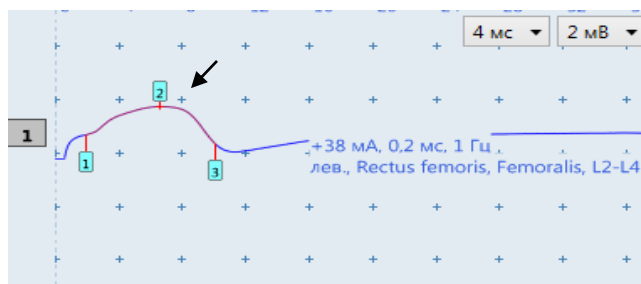 4 мс 2 мВ
2
1
1
3
+38 мА, 0,2 мс, 1 Гц
лев., Rectus femoris, Femoralis, L2-L4